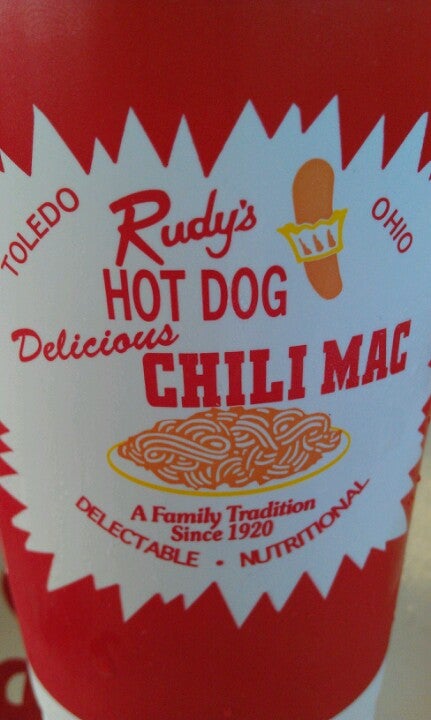 TOLEDO
OHIO
Rudy's
HOT DOG
Delicious
CHILI MAC
A Family Tradition
Since 1920
DELECTABLE • NUTRITIONAL